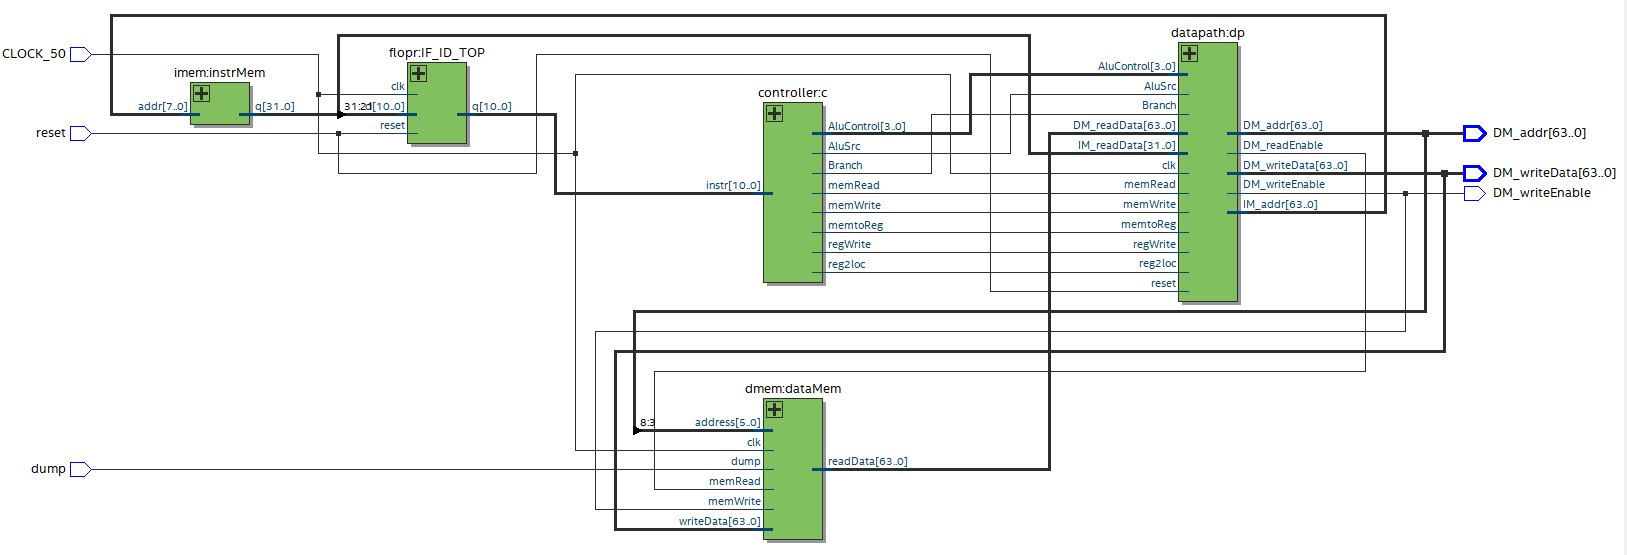 CLOCK_50
reset
dump
imem:instrMem
addr[7..0]
q[31..0]
flopr:IF_ID_TOP
clk
31:21
d[10..0]
reset
q[10..0]
controller:c
instr[10..0]
AluControl[3..0]
AluSrc
Branch
memRead
memWrite
memtoReg
regWrite
reg2loc
datapath:dp
AluControl[3..0]
AluSrc
Branch
DM_readData[63..0]
IM_readData[31..0]
clk
memRead
memWrite
memtoReg
regWrite
reg2loc
reset
DM_addr[63..0]
DM_readEnable
DM_writeData[63..0]
DM_writeEnable
IM_addr[63..0]
DM_addr[63..0]
DM_writeData[63..0]
DM_writeEnable
dmem:dataMem
8:3
address[5..0]
clk
dump
memRead
memWrite
writeData[63..0]
readData[63..0]